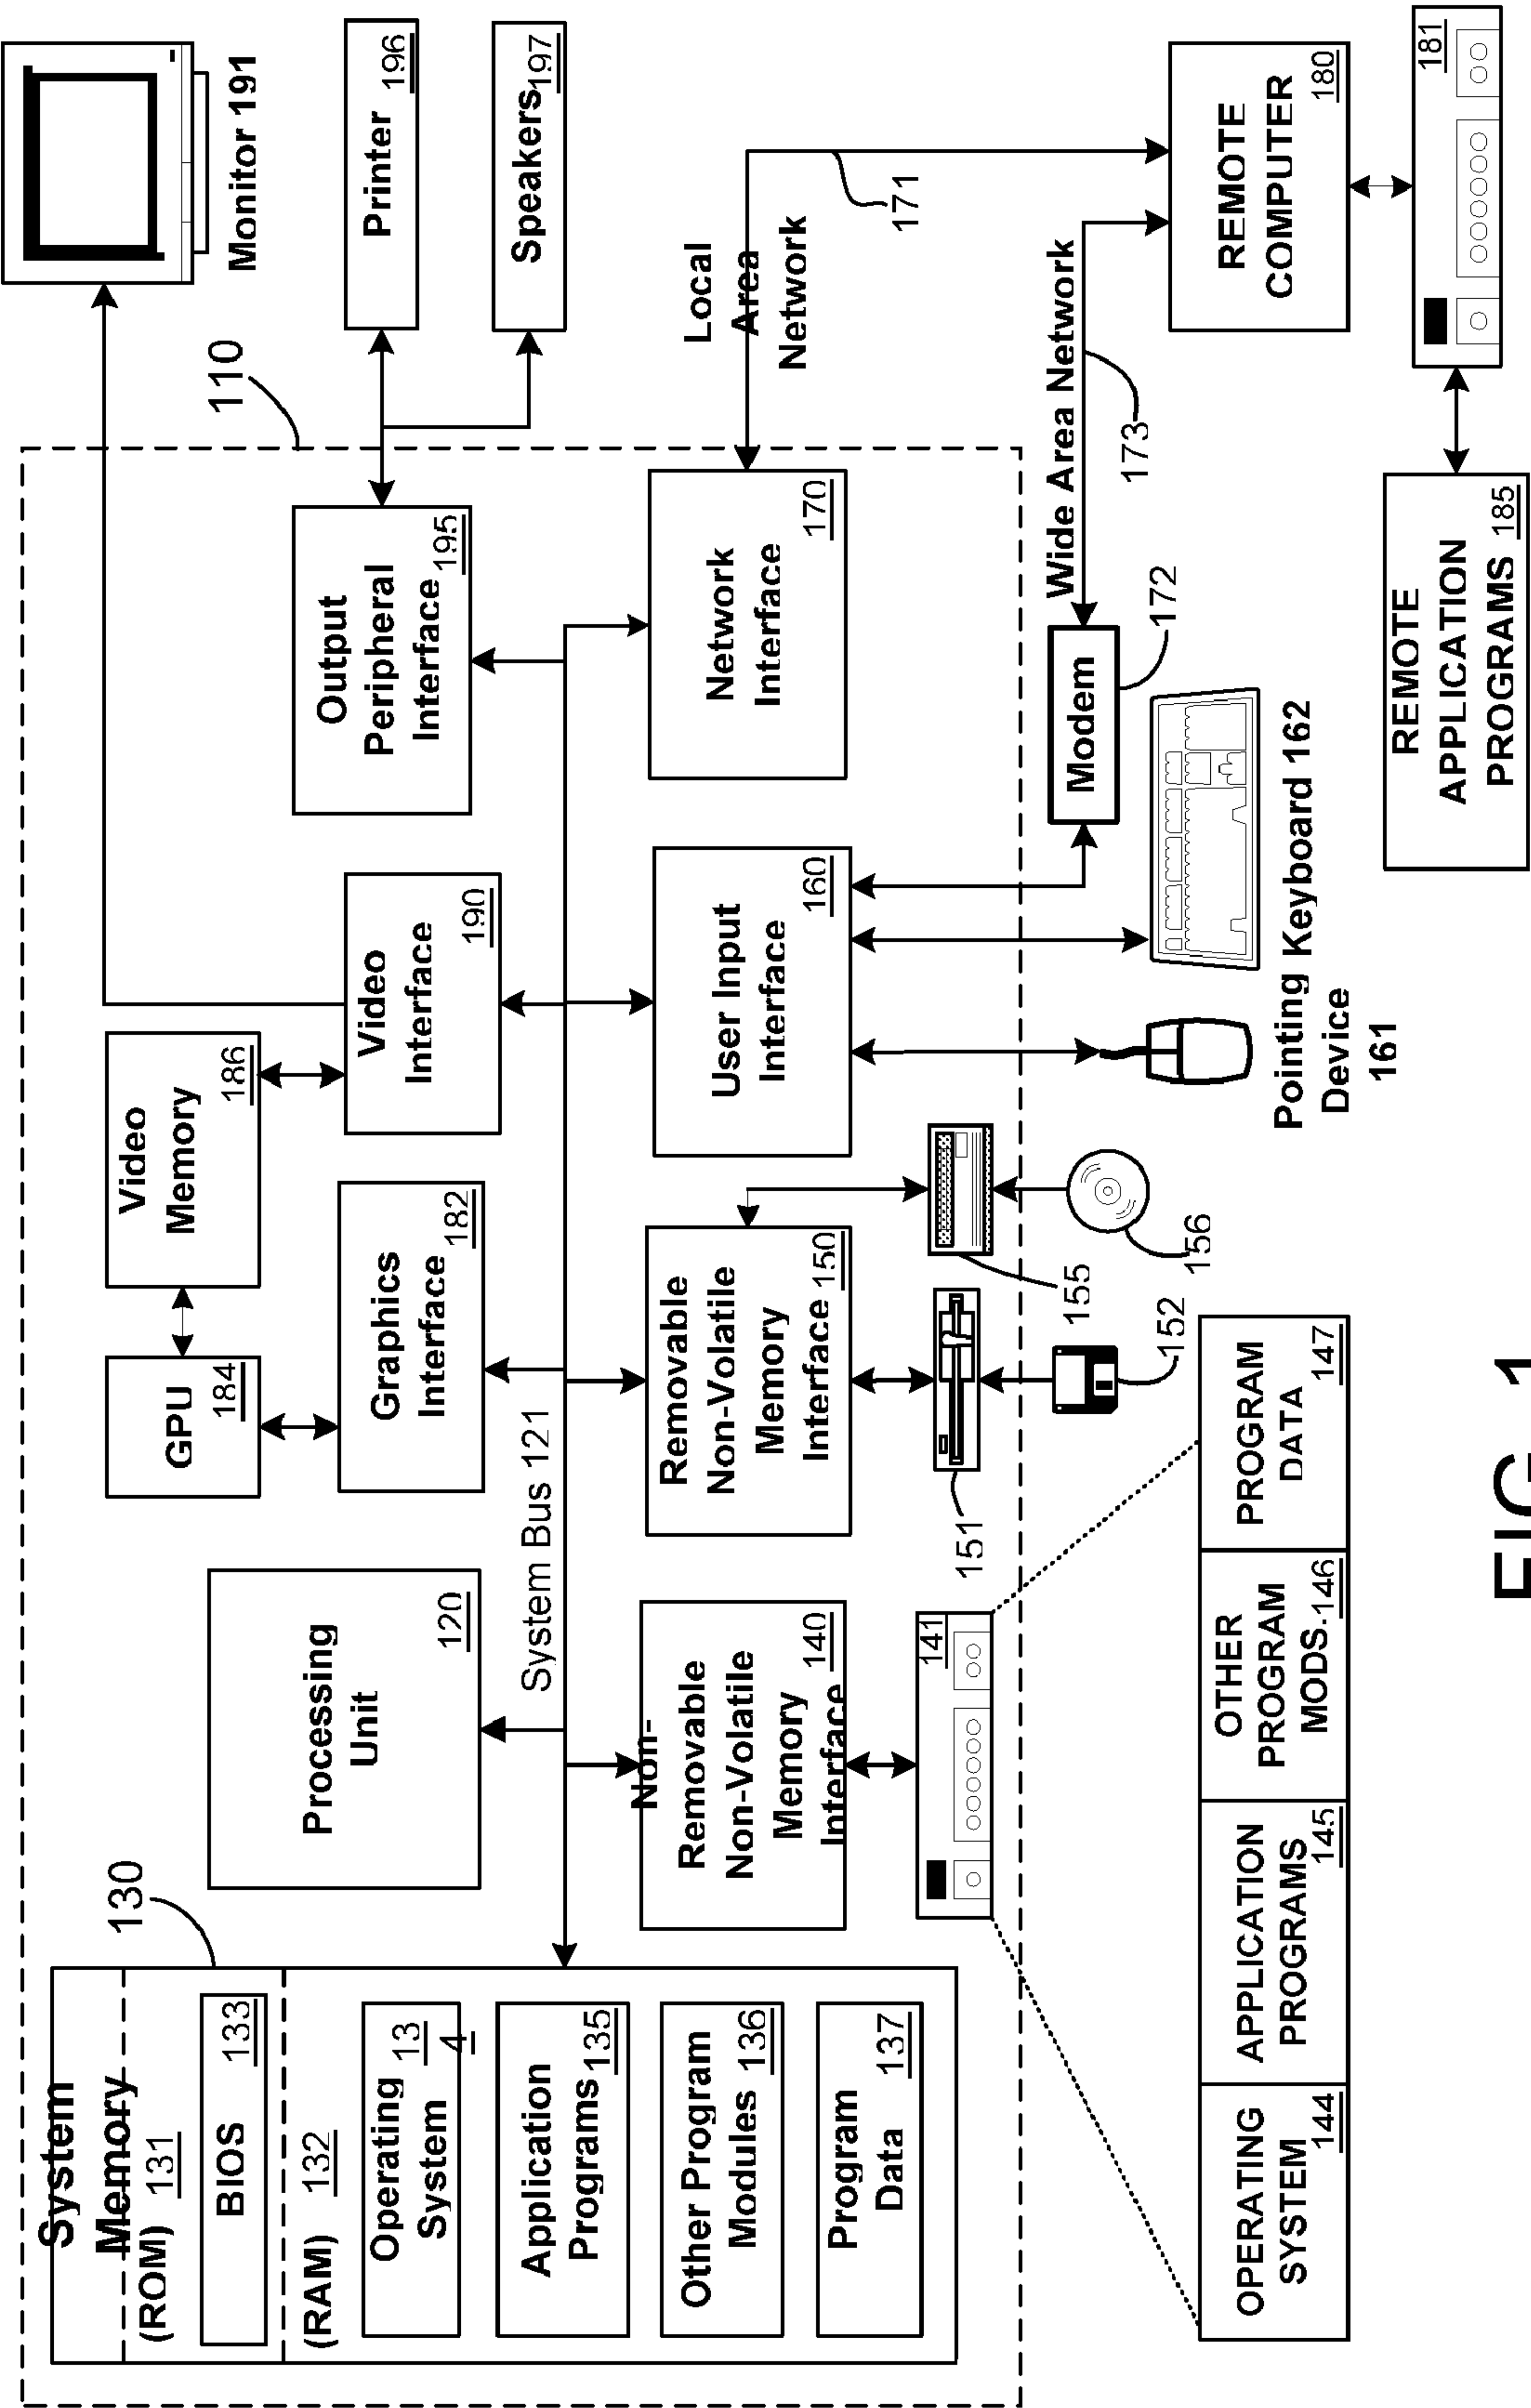 System
Memory
(ROM) 131
BIOS 133
(RAM) 132
Operating 13
System 4
Application
Programs 135
Other Program
Modules 136
Program
Data 137
130
Processing
Unit
120
GPU
184
Video
Memory
186
Graphics
Interface
182
Video
Interface
190
Output
Peripheral
Interface 195
110
Monitor 191
Printer
196
Speakers 197
System Bus 121
Non-
Removable
Non-Volatile
Memory
Interface
140
Removable
Non-Volatile
Memory
Interface 150
User Input
Interface 160
Network
Interface 170
Local
Area
Network
171
141
151
152
155
156
Modem
172
Wide Area Network
173
Pointing
Device
161
Keyboard 162
REMOTE
COMPUTER
180
181
REMOTE
APPLICATION
PROGRAMS 185
OPERATING
SYSTEM 144
APPLICATION
PROGRAMS
145
OTHER
PROGRAM
MODS. 146
PROGRAM
DATA 147
FIG. 1